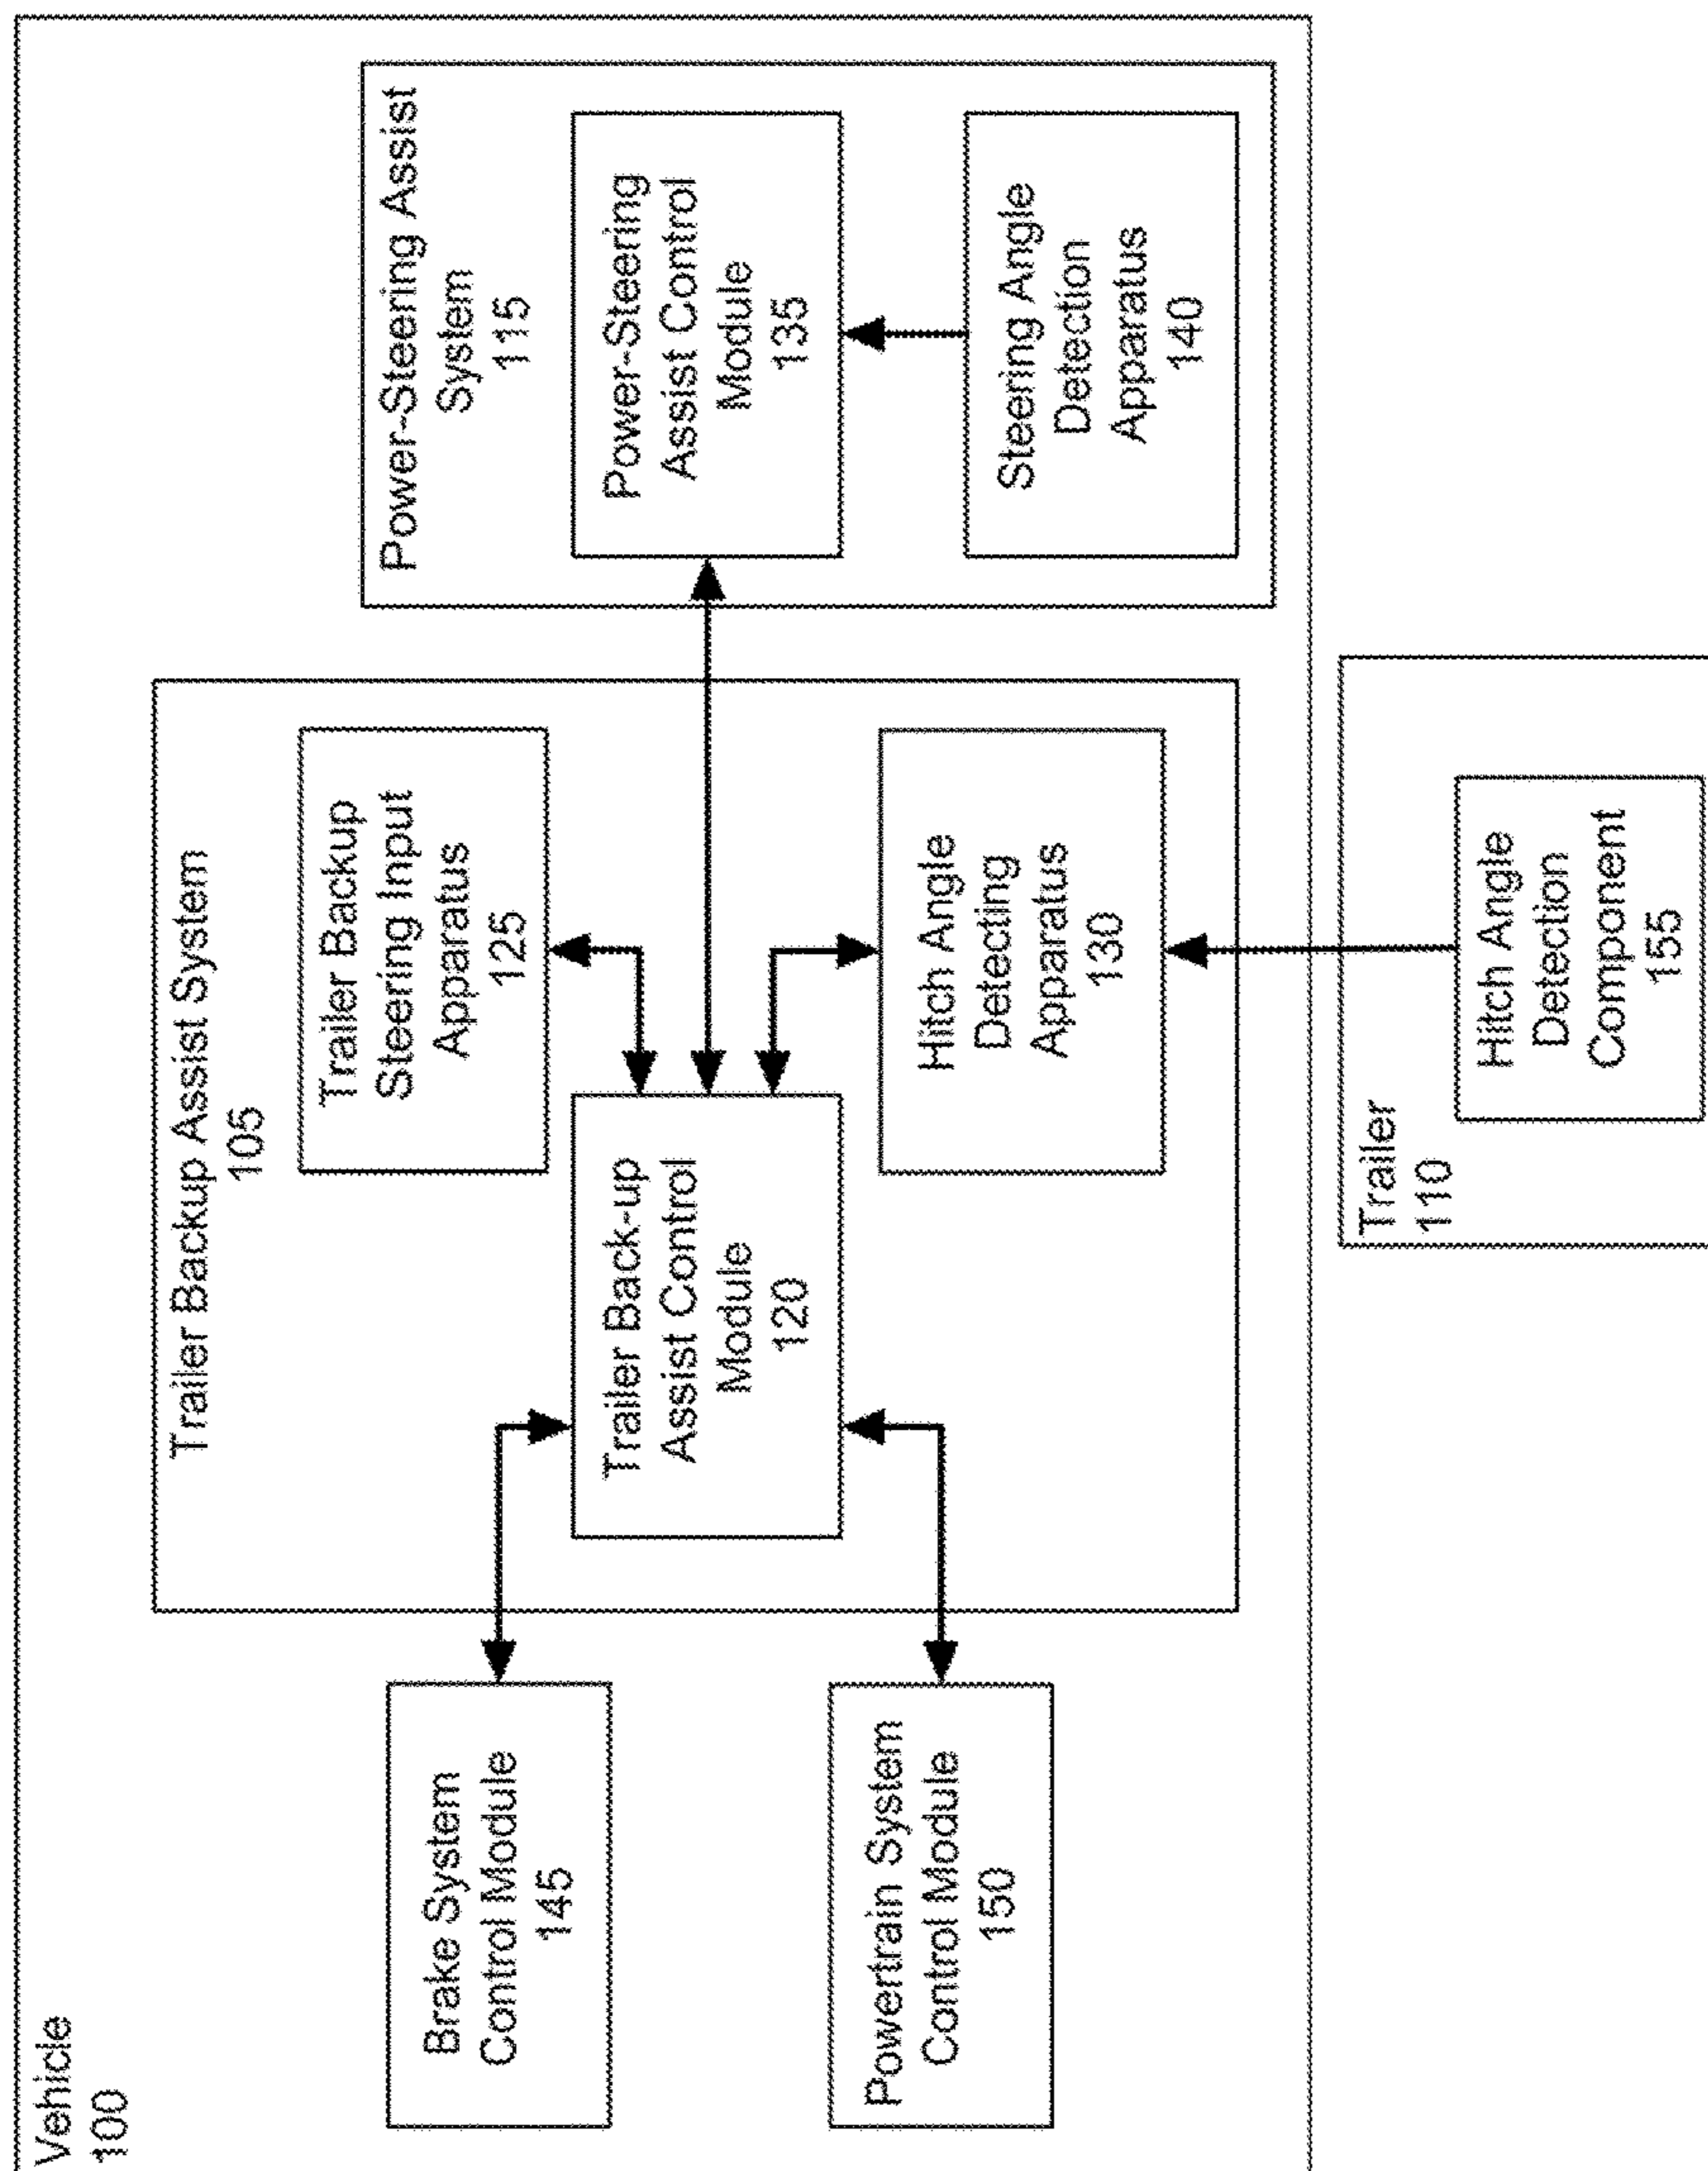 Vehicle
100
Trailer Backup Assist System
105
Power-Steering Assist
System
115
Brake System
Control Module
145
Trailer Backup
Steering Input
Apparatus
125
Trailer Back-up
Assist Control
Module
120
Power-Steering
Assist Control
Module
135
Powertrain System
Control Module
150
Hitch Angle
Detecting
Apparatus
130
Steering Angle
Detection
Apparatus
140
Trailer
110
Hitch Angle
Detection
Component
155